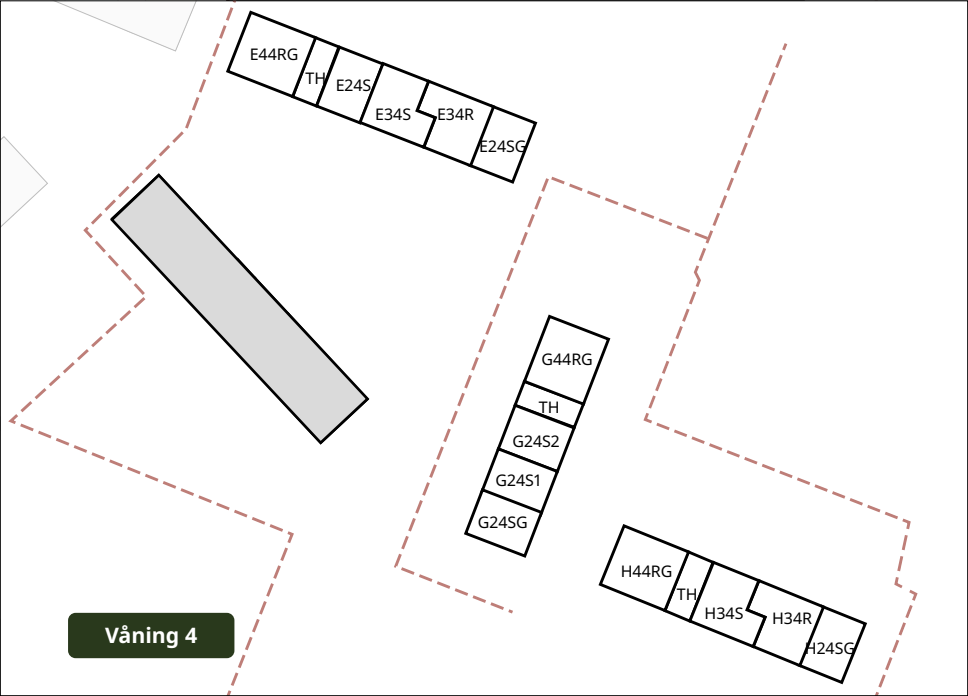 E44RG
TH
E24S
E34S
E34R
E24SG
G44RG
TH
G24S2
G24S1
G24SG
H44RG
TH
H34S
H34R
H24SG
Våning 4